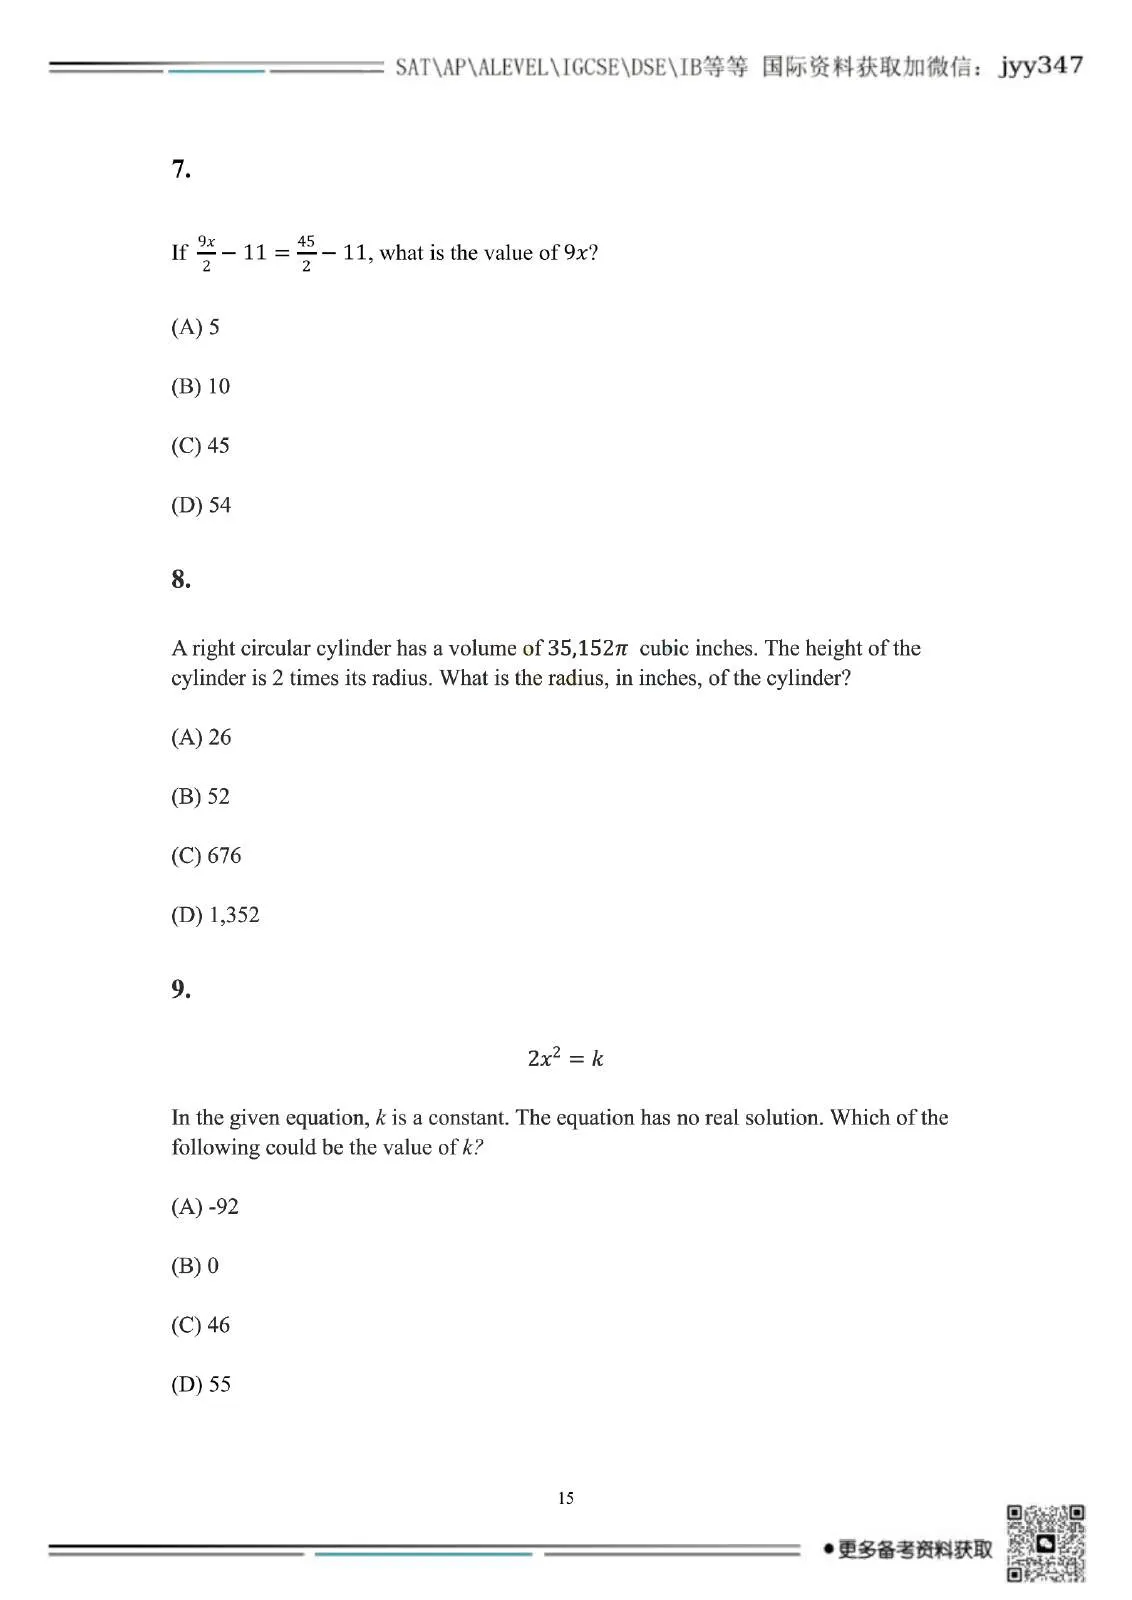 SAT\AP\ALEVEL\IGCSE\DSE\IB等等 国际资料获取加微信：jyy347
7.
If 9x/2 − 11 = 45/2 − 11, what is the value of 9x?
(A) 5
(B) 10
(C) 45
(D) 54
8.
A right circular cylinder has a volume of 35,152π cubic inches. The height of the
cylinder is 2 times its radius. What is the radius, in inches, of the cylinder?
(A) 26
(B) 52
(C) 676
(D) 1,352
9.
2x² = k
In the given equation, k is a constant. The equation has no real solution. Which of the
following could be the value of k?
(A) -92
(B) 0
(C) 46
(D) 55
15
●更多备考资料获取